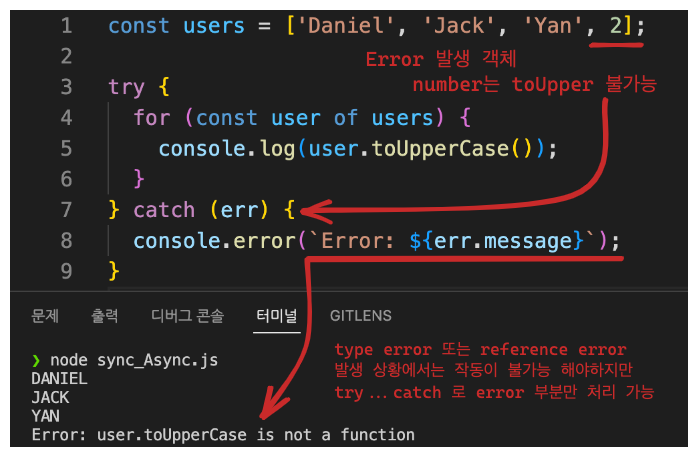 1 const users = ['Daniel', 'Jack', 'Yan', 2];
2
Error 발생 객체
3 try {
number는 toUpper 불가능
4 for (const user of users) {
5 console.log(user.toUpperCase());
6 }
7 } catch (err) {
8 console.error(`Error: ${err.message}`);
9 }
문제 출력 디버그 콘솔 터미널 GITLENS
❯ node sync_Async.js
DANIEL
JACK
YAN
Error: user.toUpperCase is not a function
type error 또는 reference error
발생 상황에서는 작동이 불가능 해야하지만
try...catch 로 error 부분만 처리 가능